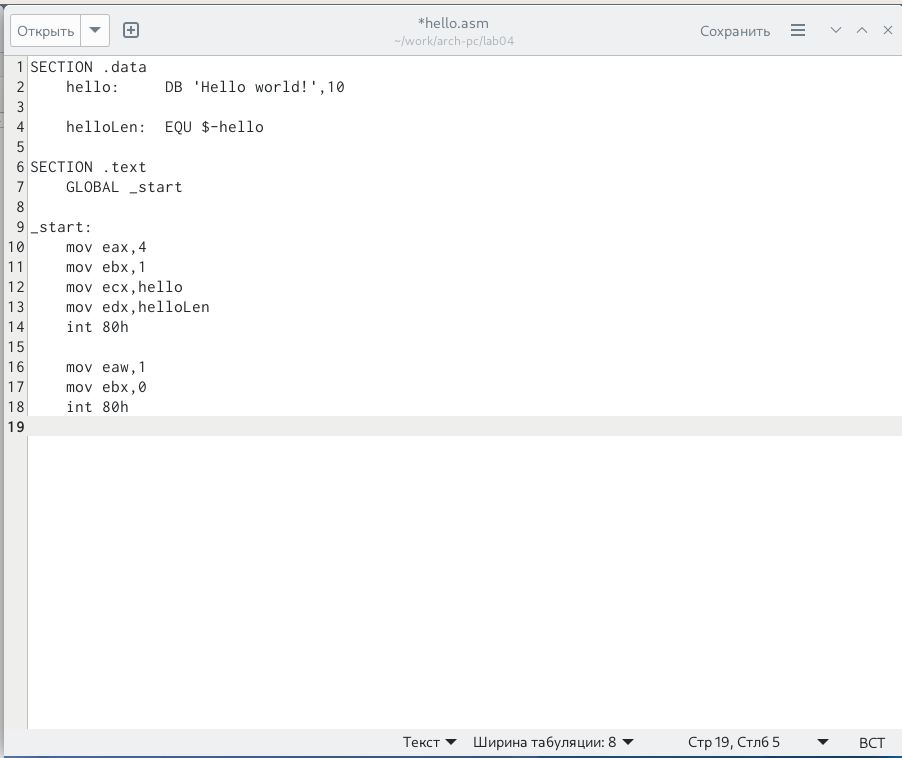 Открыть
*hello.asm
~/work/arch-pc/lab04
Сохранить
1 SECTION .data
2     hello:     DB 'Hello world!',10
3
4     helloLen:  EQU $-hello
5
6 SECTION .text
7     GLOBAL _start
8
9 _start:
10     mov eax,4
11     mov ebx,1
12     mov ecx,hello
13     mov edx,helloLen
14     int 80h
15
16     mov eaw,1
17     mov ebx,0
18     int 80h
19
Текст Ширина табуляции: 8 Стр 19, Стлб 5 ВСТ